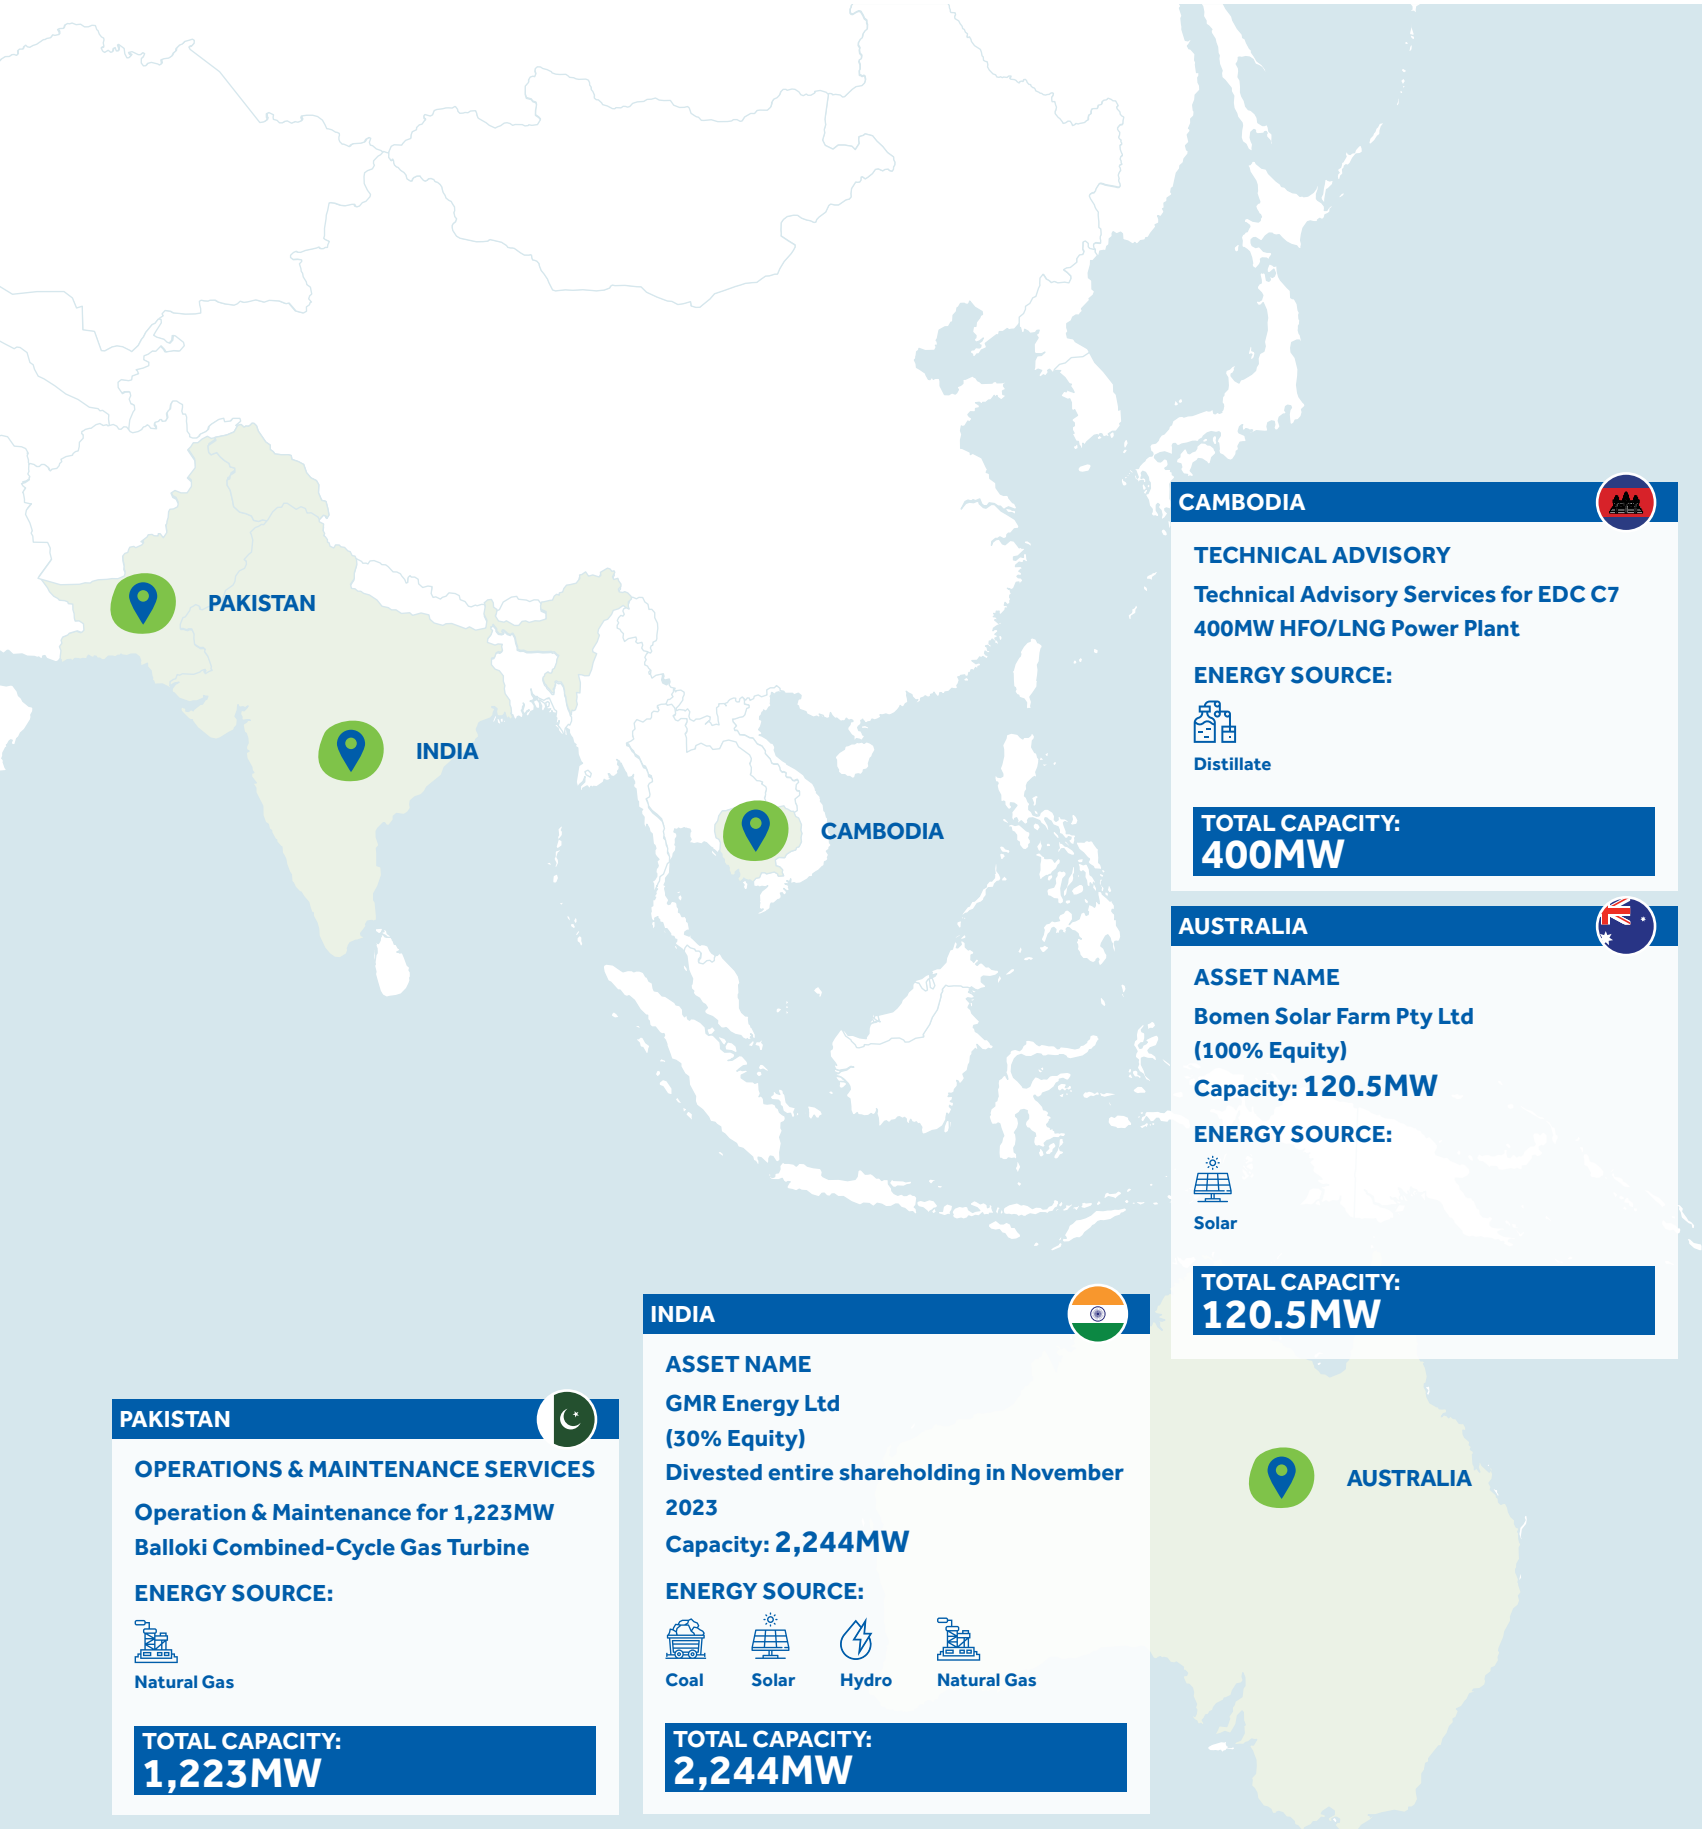 PAKISTAN
INDIA
CAMBODIA
AUSTRALIA
CAMBODIA
TECHNICAL ADVISORY
Technical Advisory Services for EDC C7
400MW HFO/LNG Power Plant
ENERGY SOURCE:
Distillate
TOTAL CAPACITY:
400MW
AUSTRALIA
ASSET NAME
Bomen Solar Farm Pty Ltd
(100% Equity)
Capacity: 120.5MW
ENERGY SOURCE:
Solar
TOTAL CAPACITY:
120.5MW
INDIA
ASSET NAME
GMR Energy Ltd
(30% Equity)
Divested entire shareholding in November
2023
Capacity: 2,244MW
ENERGY SOURCE:
Coal Solar Hydro Natural Gas
TOTAL CAPACITY:
2,244MW
PAKISTAN
OPERATIONS & MAINTENANCE SERVICES
Operation & Maintenance for 1,223MW
Balloki Combined-Cycle Gas Turbine
ENERGY SOURCE:
Natural Gas
TOTAL CAPACITY:
1,223MW